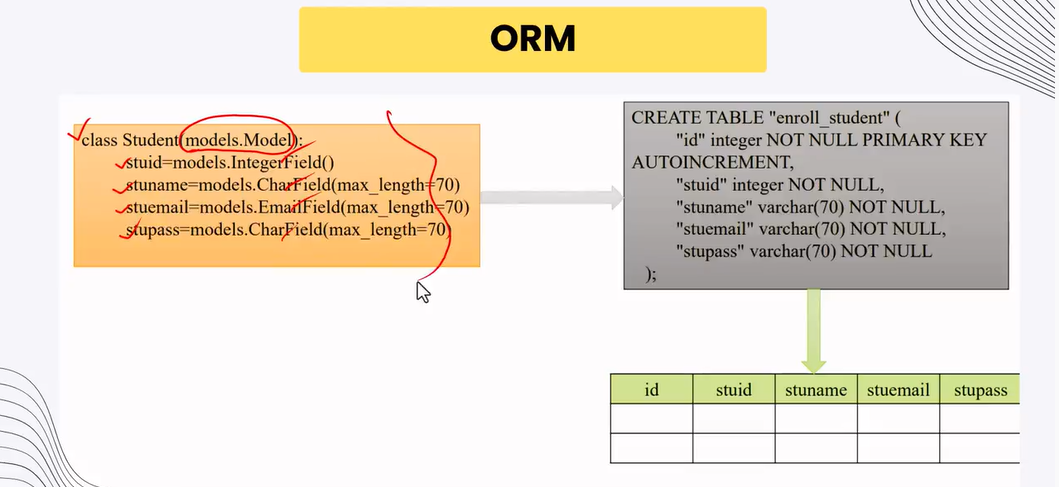 ORM
class Student(models.Model):
stuid=models.IntegerField()
stuname=models.CharField(max_length=70)
stuemail=models.EmailField(max_length=70)
stupass=models.CharField(max_length=70)
CREATE TABLE "enroll_student" (
"id" integer NOT NULL PRIMARY KEY
AUTOINCREMENT,
"stuid" integer NOT NULL,
"stuname" varchar(70) NOT NULL,
"stuemail" varchar(70) NOT NULL,
"stupass" varchar(70) NOT NULL
);
id stuid stuname stuemail stupass